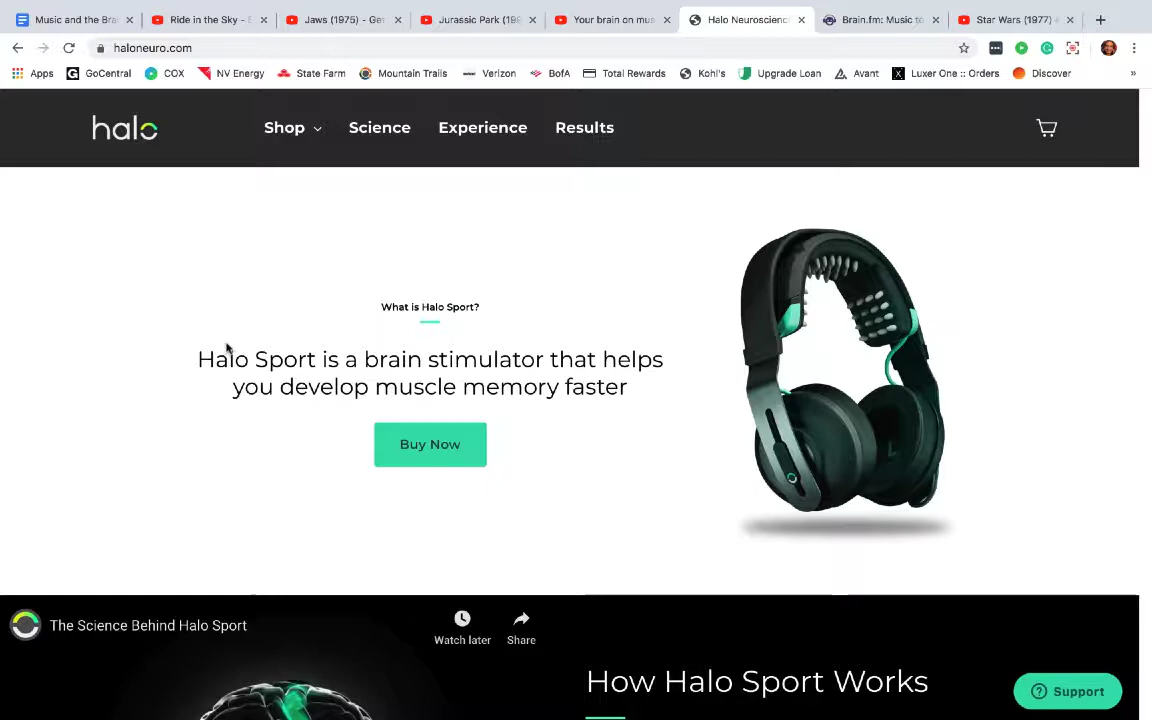 Music and the Bra
Ride in the Sky - E
Jaws (1975) - Get
Jurassic Park (199
Your brain on mus
Halo Neuroscienc
Brain.fm: Music to
Star Wars (1977)
haloneuro.com
Apps
GoCentral
COX
NV Energy
State Farm
Mountain Trails
Verizon
BofA
Total Rewards
Kohl's
Upgrade Loan
Avant
Luxer One :: Orders
Discover
»
halo
Shop
Science
Experience
Results
What is Halo Sport?
Halo Sport is a brain stimulator that helps
you develop muscle memory faster
Buy Now
The Science Behind Halo Sport
Watch later
Share
How Halo Sport Works
Support